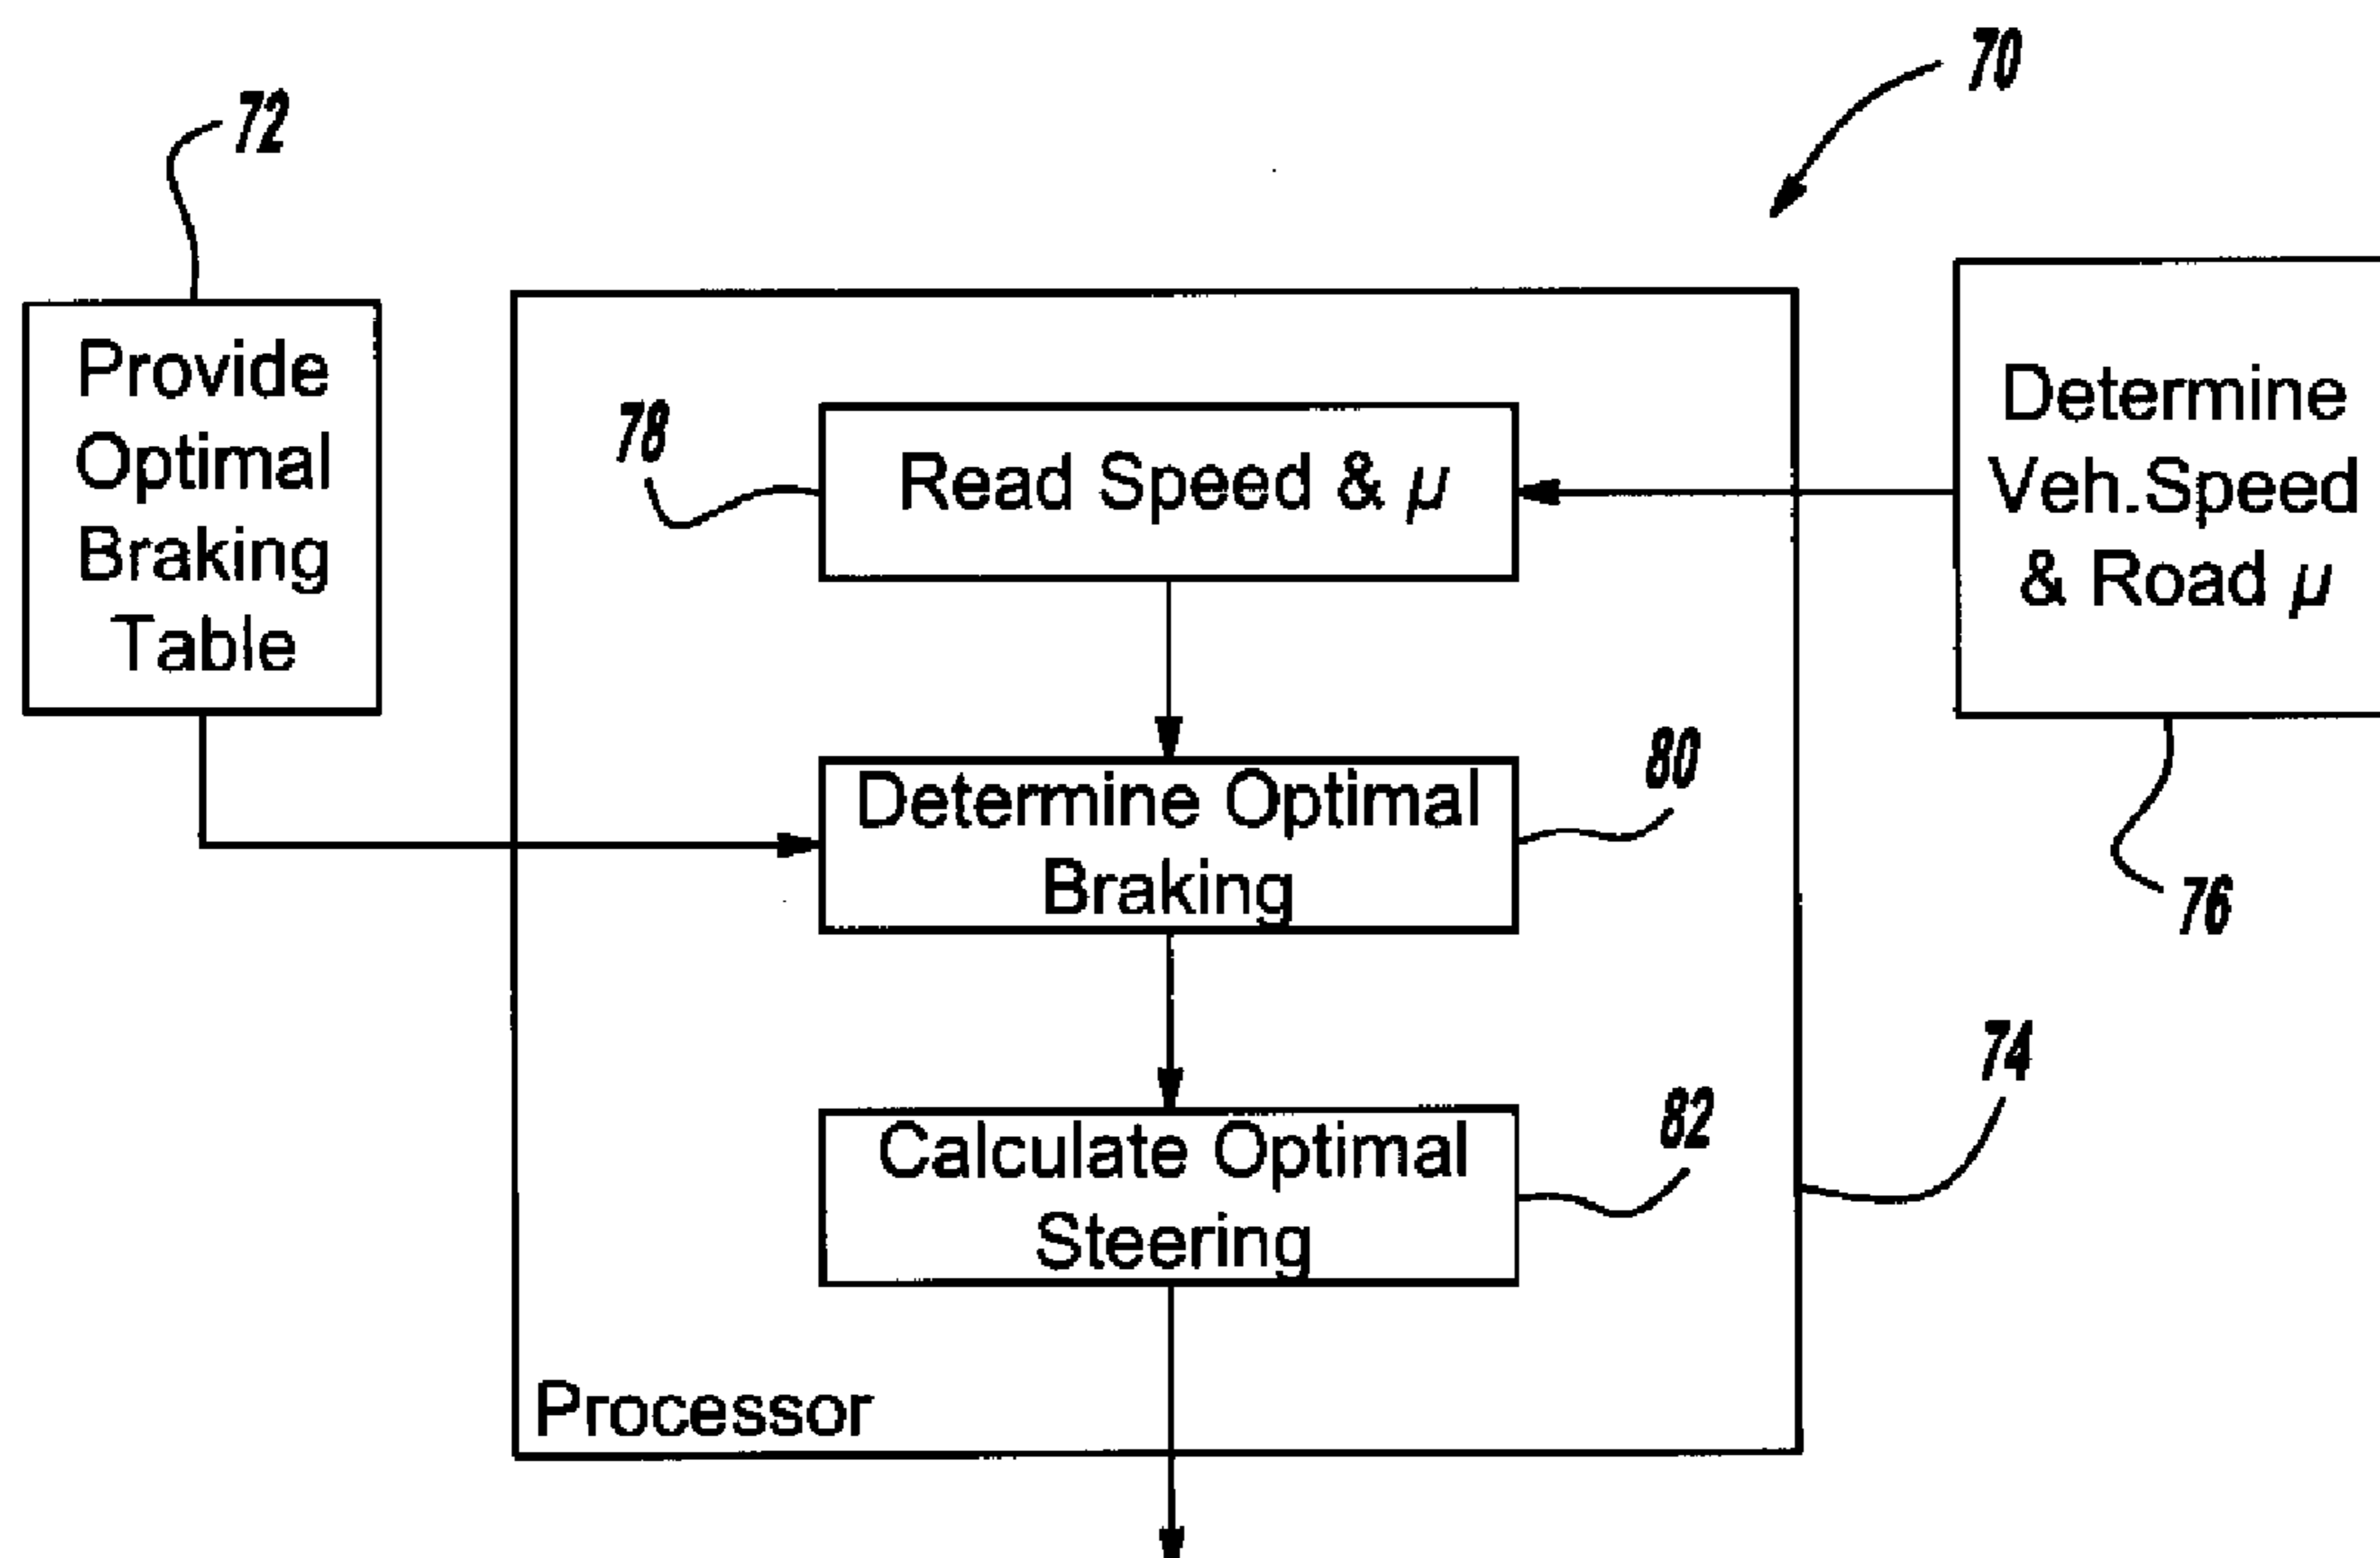 70
72
Provide
Optimal
Braking
Table
78
Read Speed & μ
Determine
Veh.Speed
& Road μ
76
Determine Optimal
Braking
80
Calculate Optimal
Steering
82
74
Processor